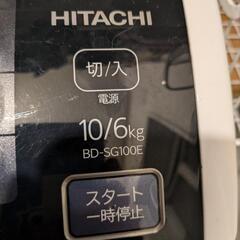 HITACHI
切/入
電源
10/6kg
BD-SG100E
スタート
一時停止